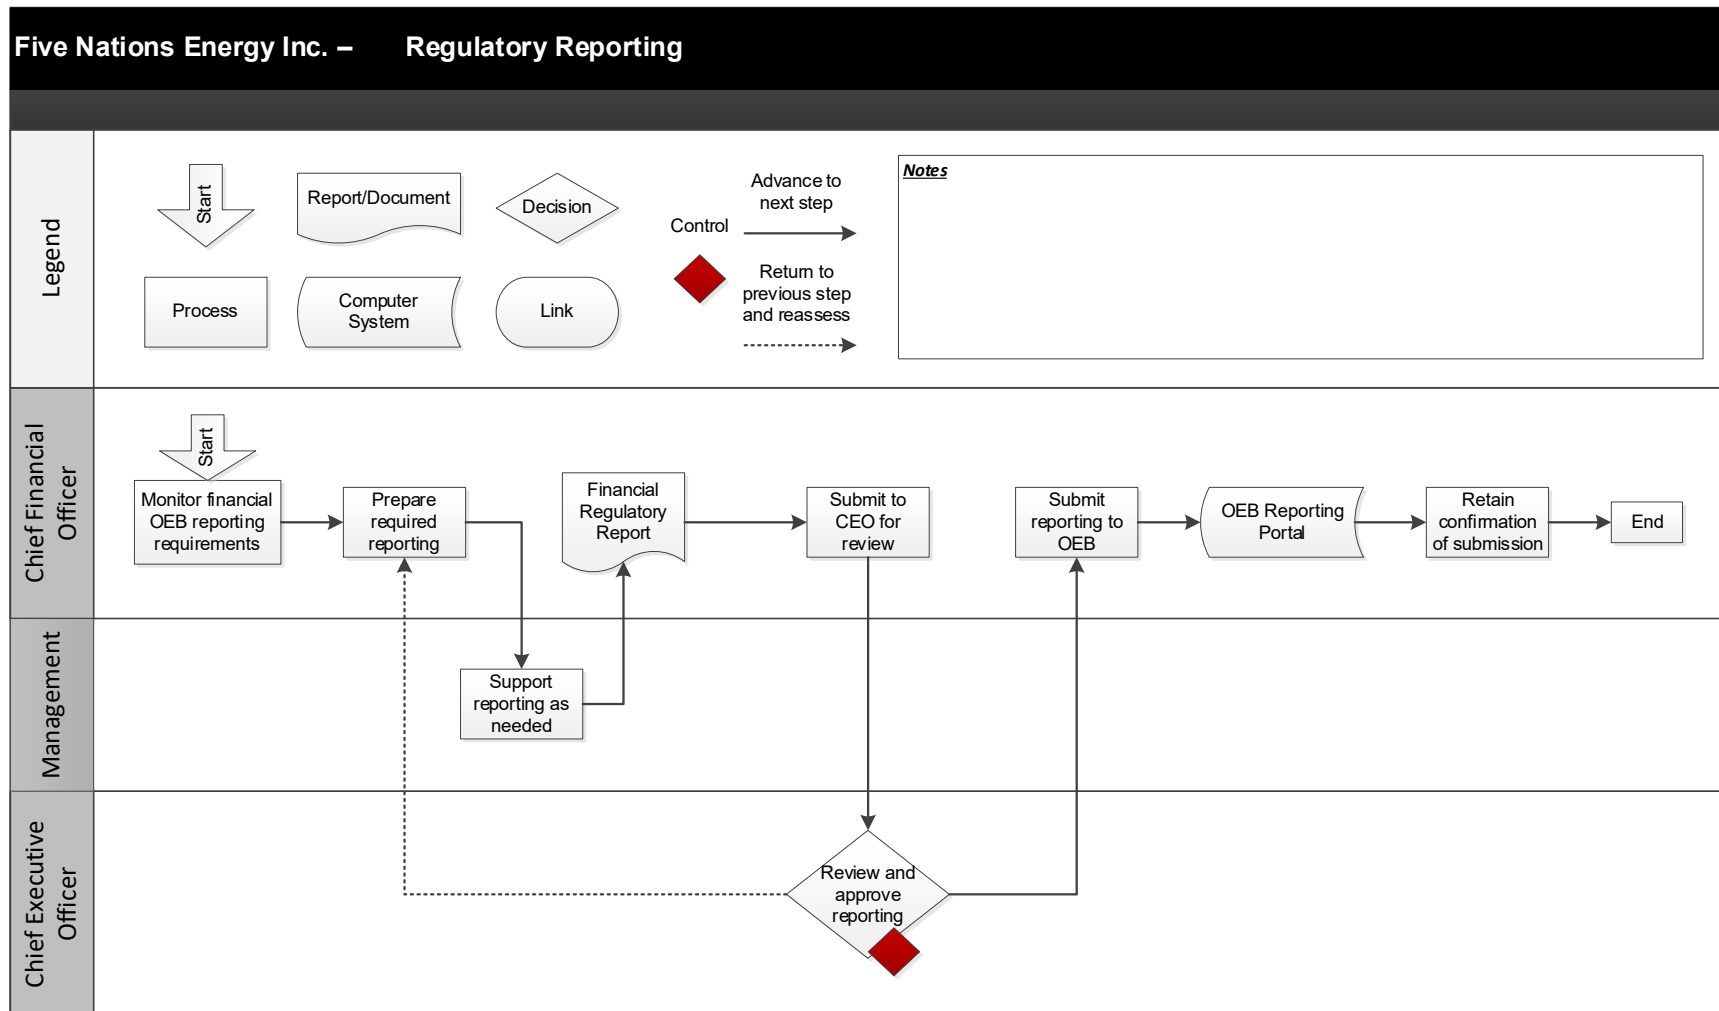 Five Nations Energy Inc. – Regulatory Reporting
Legend
Start
Report/Document
Decision
Control
Advance to
next step
Process
Computer
System
Link
Return to
previous step
and reassess
Notes
Chief Financial
Officer
Start
Monitor financial
OEB reporting
requirements
Prepare
required
reporting
Financial
Regulatory
Report
Submit to
CEO for
review
Submit
reporting to
OEB
OEB Reporting
Portal
Retain
confirmation
of submission
End
Management
Support
reporting as
needed
Chief Executive
Officer
Review and
approve
reporting